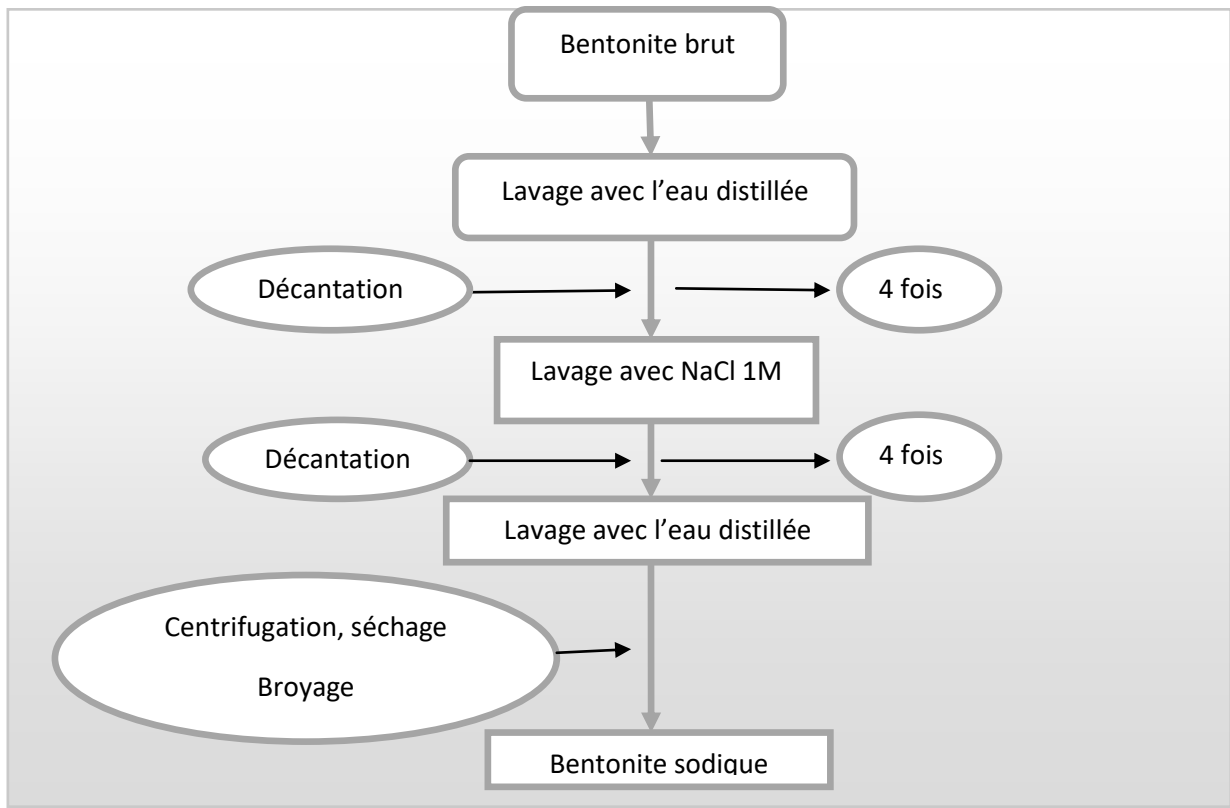 Bentonite brut
Lavage avec l’eau distillée
Décantation
4 fois
Lavage avec NaCl 1M
Décantation
4 fois
Lavage avec l’eau distillée
Centrifugation, séchage
Broyage
Bentonite sodique